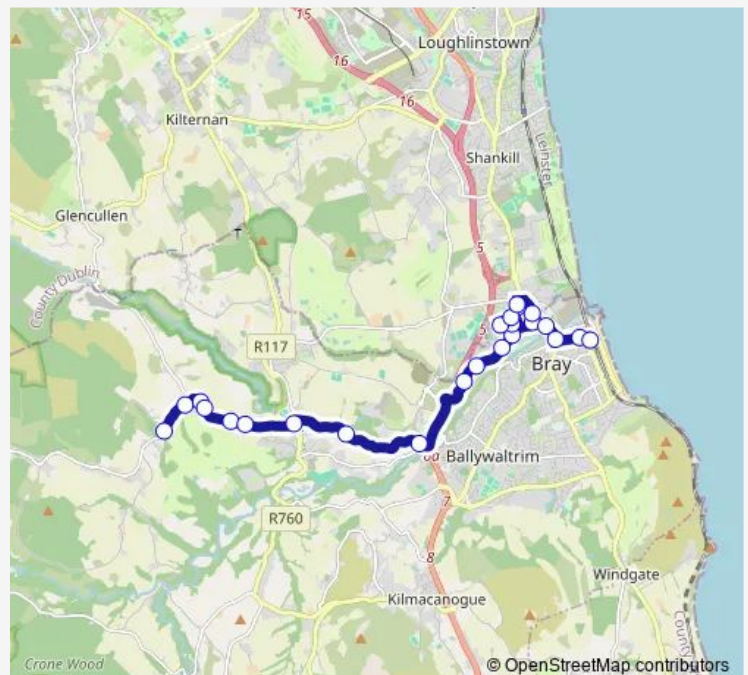 15
Loughlinstown
16
16
Kilternan
Leinster
Shankill
Glencullen
County Dublin
5
R117
5
Bray
Ballywaltrim
7
R760
8
Windgate
Kilmacanogue
County
Crone Wood
© OpenStreetMap contributors